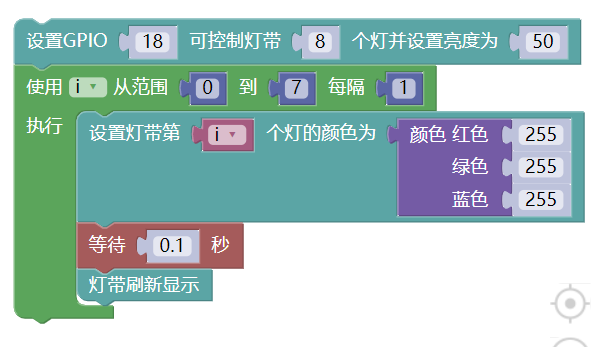 设置GPIO 18 可控制灯带 8 个灯并设置亮度为 50
使用 i 从范围 0 到 7 每隔 1
执行 设置灯带第 i 个灯的颜色为 颜色 红色 255
绿色 255
蓝色 255
等待 0.1 秒
灯带刷新显示